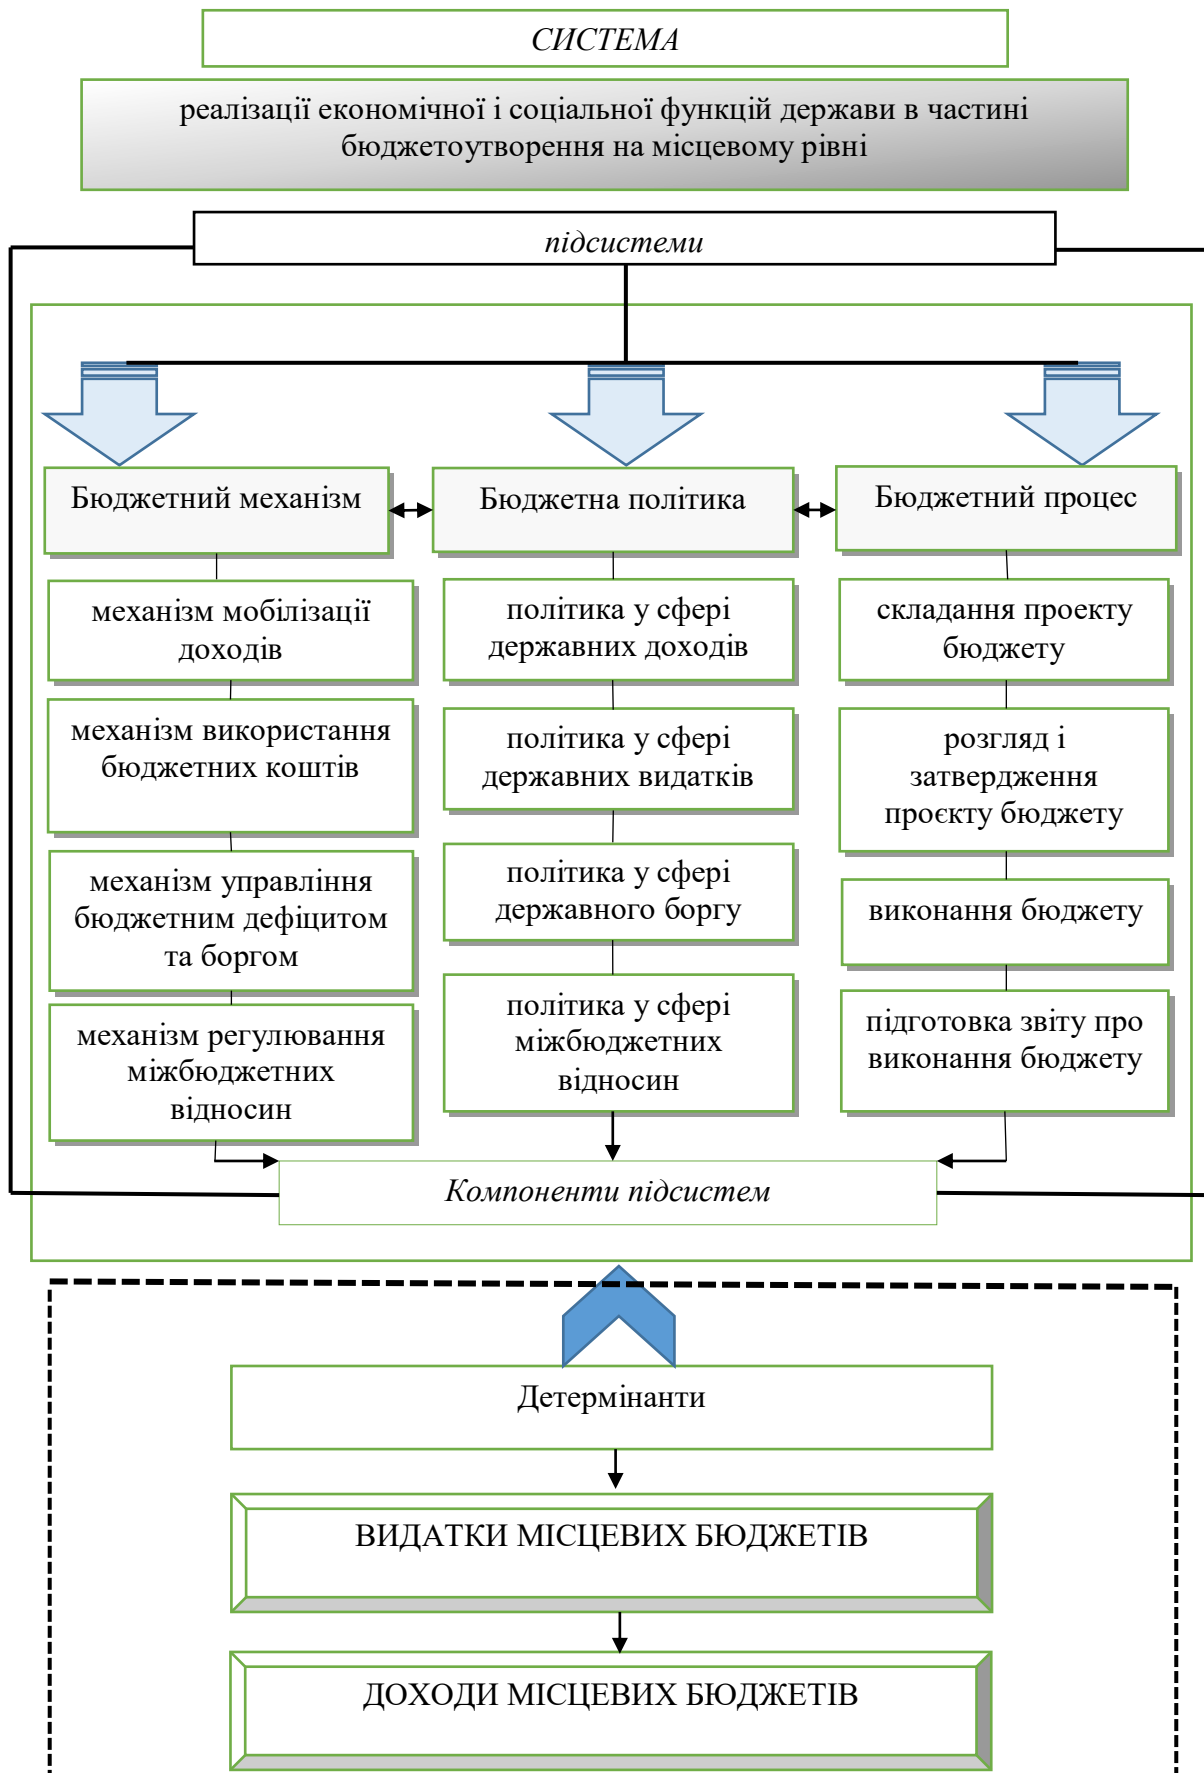 СИСТЕМА
реалізації економічної і соціальної функцій держави в частині
бюджетоутворення на місцевому рівні
підсистеми
Бюджетний механізм
Бюджетна політика
Бюджетний процес
механізм мобілізації
доходів
механізм використання
бюджетних коштів
механізм управління
бюджетним дефіцитом
та боргом
механізм регулювання
міжбюджетних
відносин
політика у сфері
державних доходів
політика у сфері
державних видатків
політика у сфері
державного боргу
політика у сфері
міжбюджетних
відносин
складання проекту
бюджету
розгляд і
затвердження
проєкту бюджету
виконання бюджету
підготовка звіту про
виконання бюджету
Компоненти підсистем
Детермінанти
ВИДАТКИ МІСЦЕВИХ БЮДЖЕТІВ
ДОХОДИ МІСЦЕВИХ БЮДЖЕТІВ